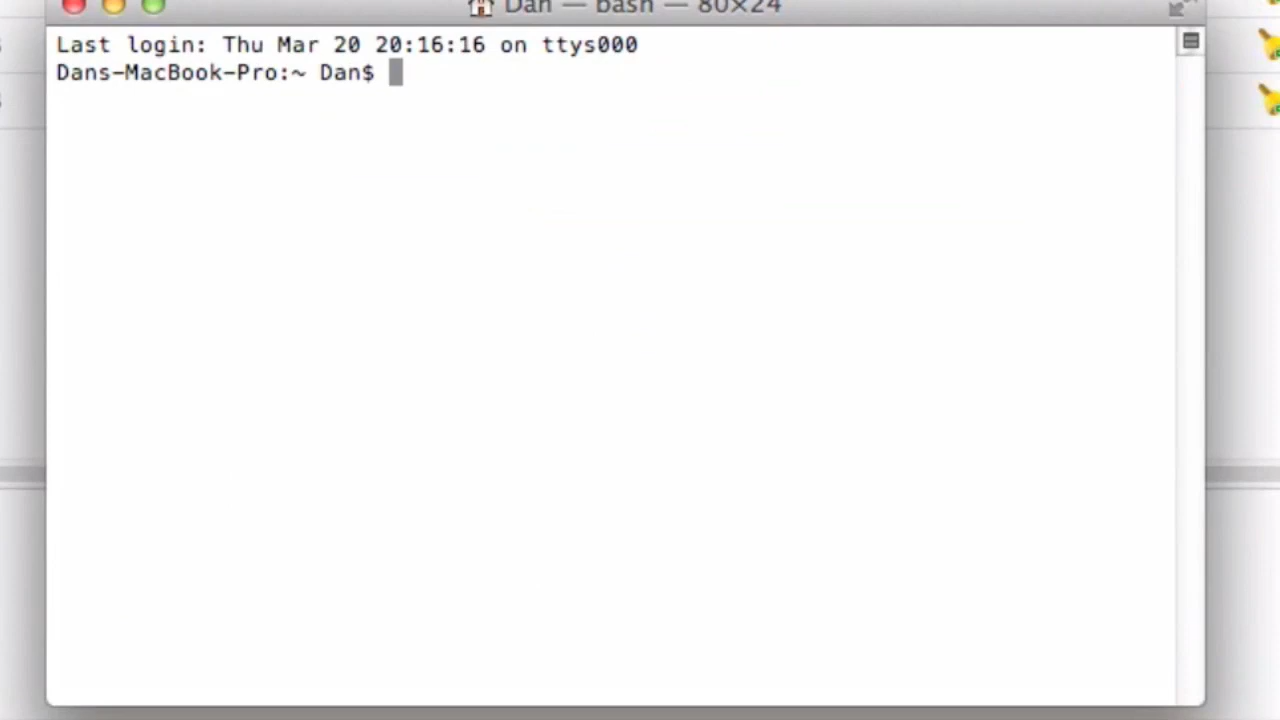 Dan — bash — 80×24
Last login: Thu Mar 20 20:16:16 on ttys000
Dans-MacBook-Pro:~ Dan$